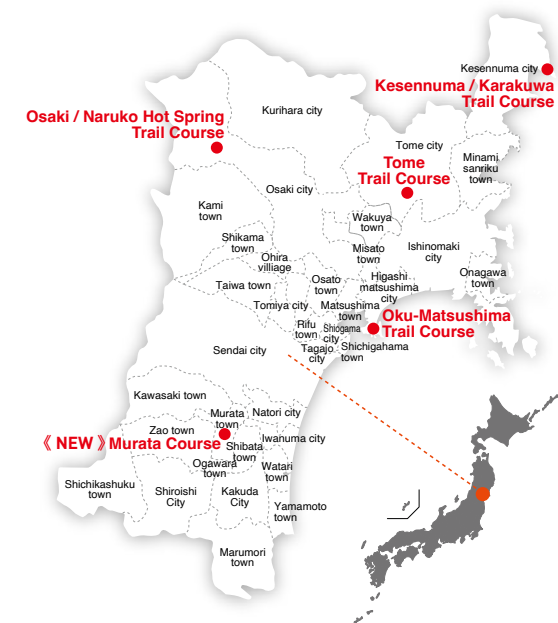 Kesennuma city
Kesennuma / Karakuwa
Trail Course
Osaki / Naruko Hot Spring
Trail Course
Kurihara city
Tome city
Tome
Trail Course
Minami
sanriku
town
Osaki city
Kami
town
Wakuya
town
Shikama
town
Ohira
villiage
Misato
town
Ishinomaki
city
Onagawa
town
Taiwa town
Osato
town
Higashi
matsushima
city
Tomiya city
Matsushima
town
Oku-Matsushima
Trail Course
Rifu
town
Shiogama
city
Tagajo
city
Shichigahama
town
Sendai city
Kawasaki town
Murata
town
Natori city
Zao town
《 NEW 》Murata Course
Shibata
town
Iwanuma city
Ogawara
town
Watari
town
Shichikashuku
town
Shiroishi
City
Kakuda
City
Yamamoto
town
Marumori
town